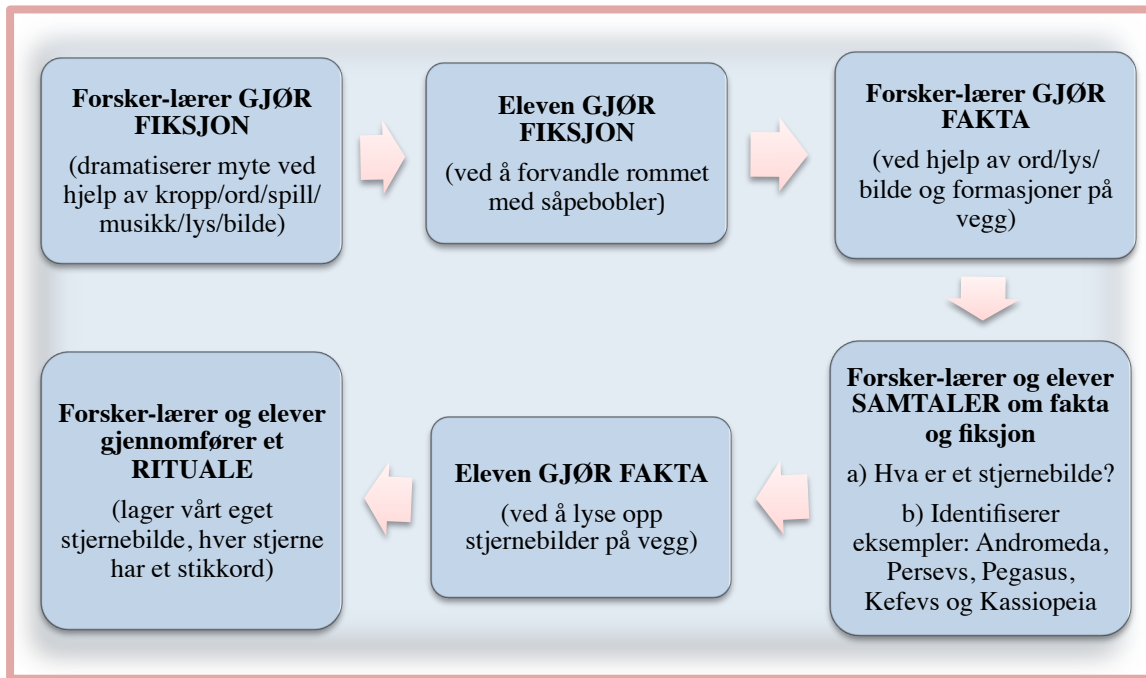 Forsker-lærer GJØR
FIKSJON
(dramatiserer myte ved
hjelp av kropp/ord/spill/
musikk/lys/bilde)
Eleven GJØR
FIKSJON
(ved å forvandle rommet
med såpebobler)
Forsker-lærer GJØR
FAKTA
(ved hjelp av ord/lys/
bilde og formasjoner på
vegg)
Forsker-lærer og elever
SAMTALER om fakta
og fiksjon
a) Hva er et stjernebilde?
b) Identifiserer
eksempler: Andromeda,
Persevs, Pegasus,
Kefevs og Kassiopeia
Eleven GJØR FAKTA
(ved å lyse opp
stjernebilder på vegg)
Forsker-lærer og elever
gjennomfører et
RITUALE
(lager vårt eget
stjernebilde, hver stjerne
har et stikkord)